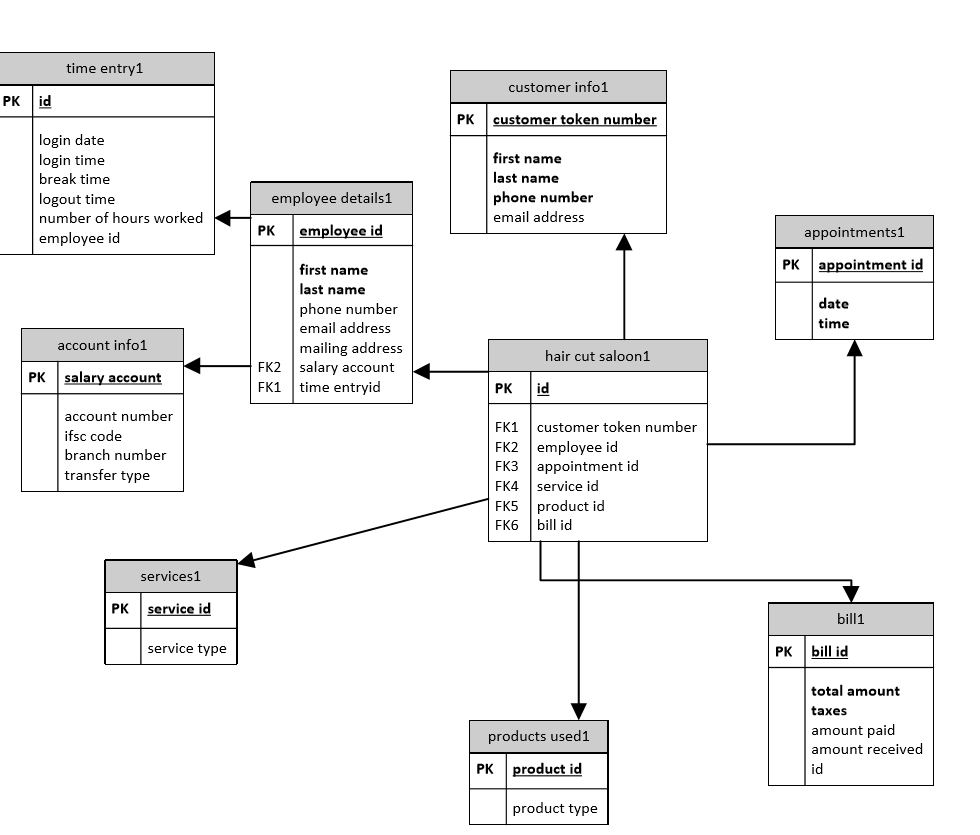 time entry1
PK id
login date
login time
break time
logout time
number of hours worked
employee id
customer info1
PK customer token number
first name
last name
phone number
email address
employee details1
PK employee id
first name
last name
phone number
email address
mailing address
FK2 salary account
FK1 time entryid
appointments1
PK appointment id
date
time
account info1
PK salary account
account number
ifsc code
branch number
transfer type
hair cut saloon1
PK id
FK1 customer token number
FK2 employee id
FK3 appointment id
FK4 service id
FK5 product id
FK6 bill id
services1
PK service id
service type
bill1
PK bill id
total amount
taxes
amount paid
amount received
id
products used1
PK product id
product type